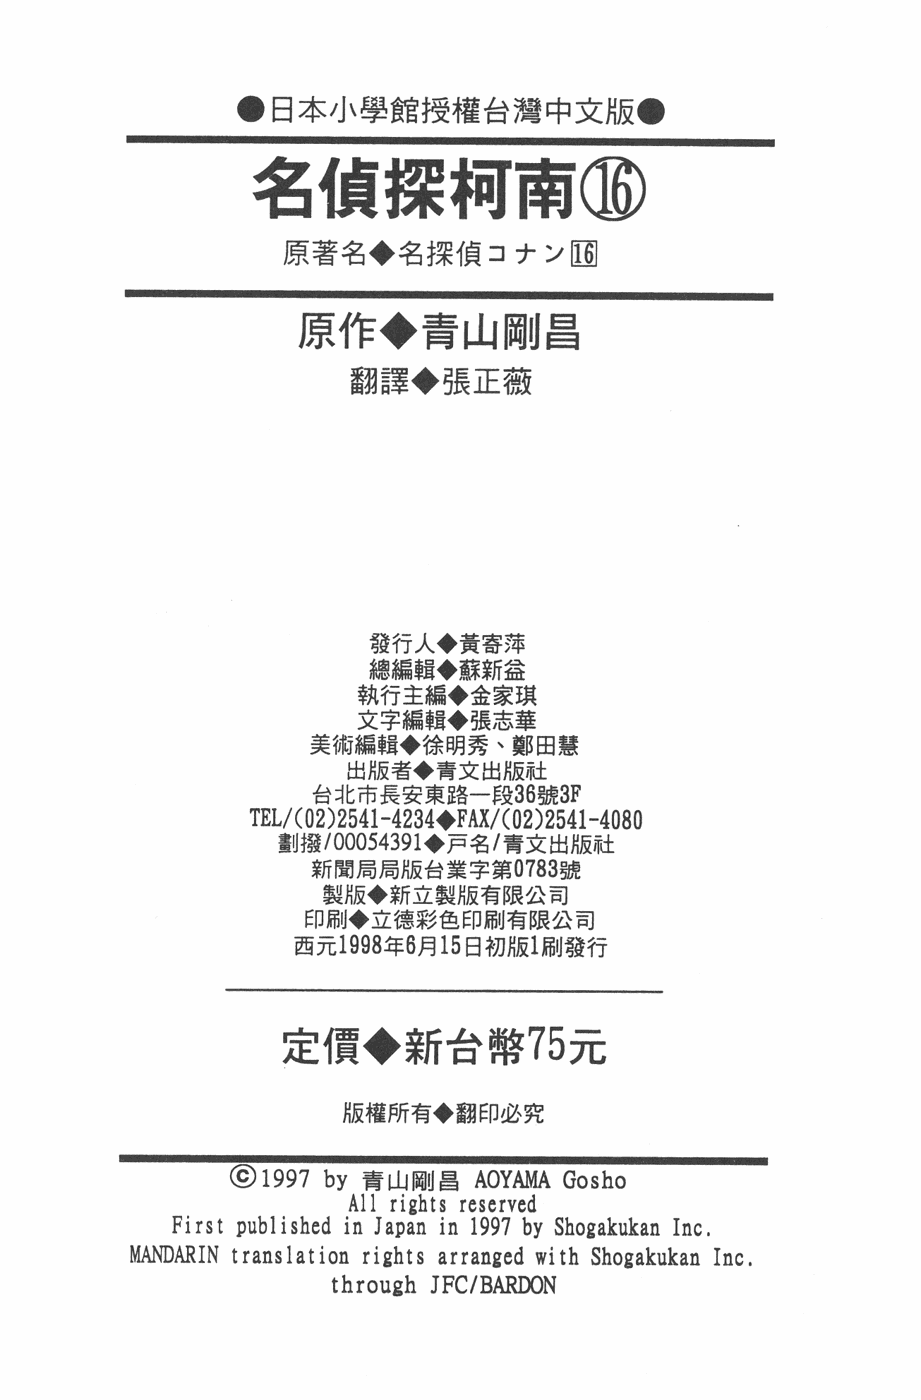 ●日本小學館授權台灣中文版●
名偵探柯南⑯
原著名◆名探偵コナン16
原作◆青山剛昌
翻譯◆張正薇
發行人◆黃寄萍
總編輯◆蘇新益
執行主編◆金家琪
文字編輯◆張志華
美術編輯◆徐明秀、鄭田慧
出版者◆青文出版社
台北市長安東路一段36號3F
TEL/(02)2541-4234◆FAX/(02)2541-4080
劃撥/00054391◆戸名/青文出版社
新聞局局版台業字第0783號
製版◆新立製版有限公司
印刷◆立德彩色印刷有限公司
西元1998年6月15日初版1刷發行
定價◆新台幣75元
版權所有◆翻印必究
©1997 by 青山剛昌 AOYAMA Gosho
All rights reserved
First published in Japan in 1997 by Shogakukan Inc.
MANDARIN translation rights arranged with Shogakukan Inc.
through JFC/BARDON